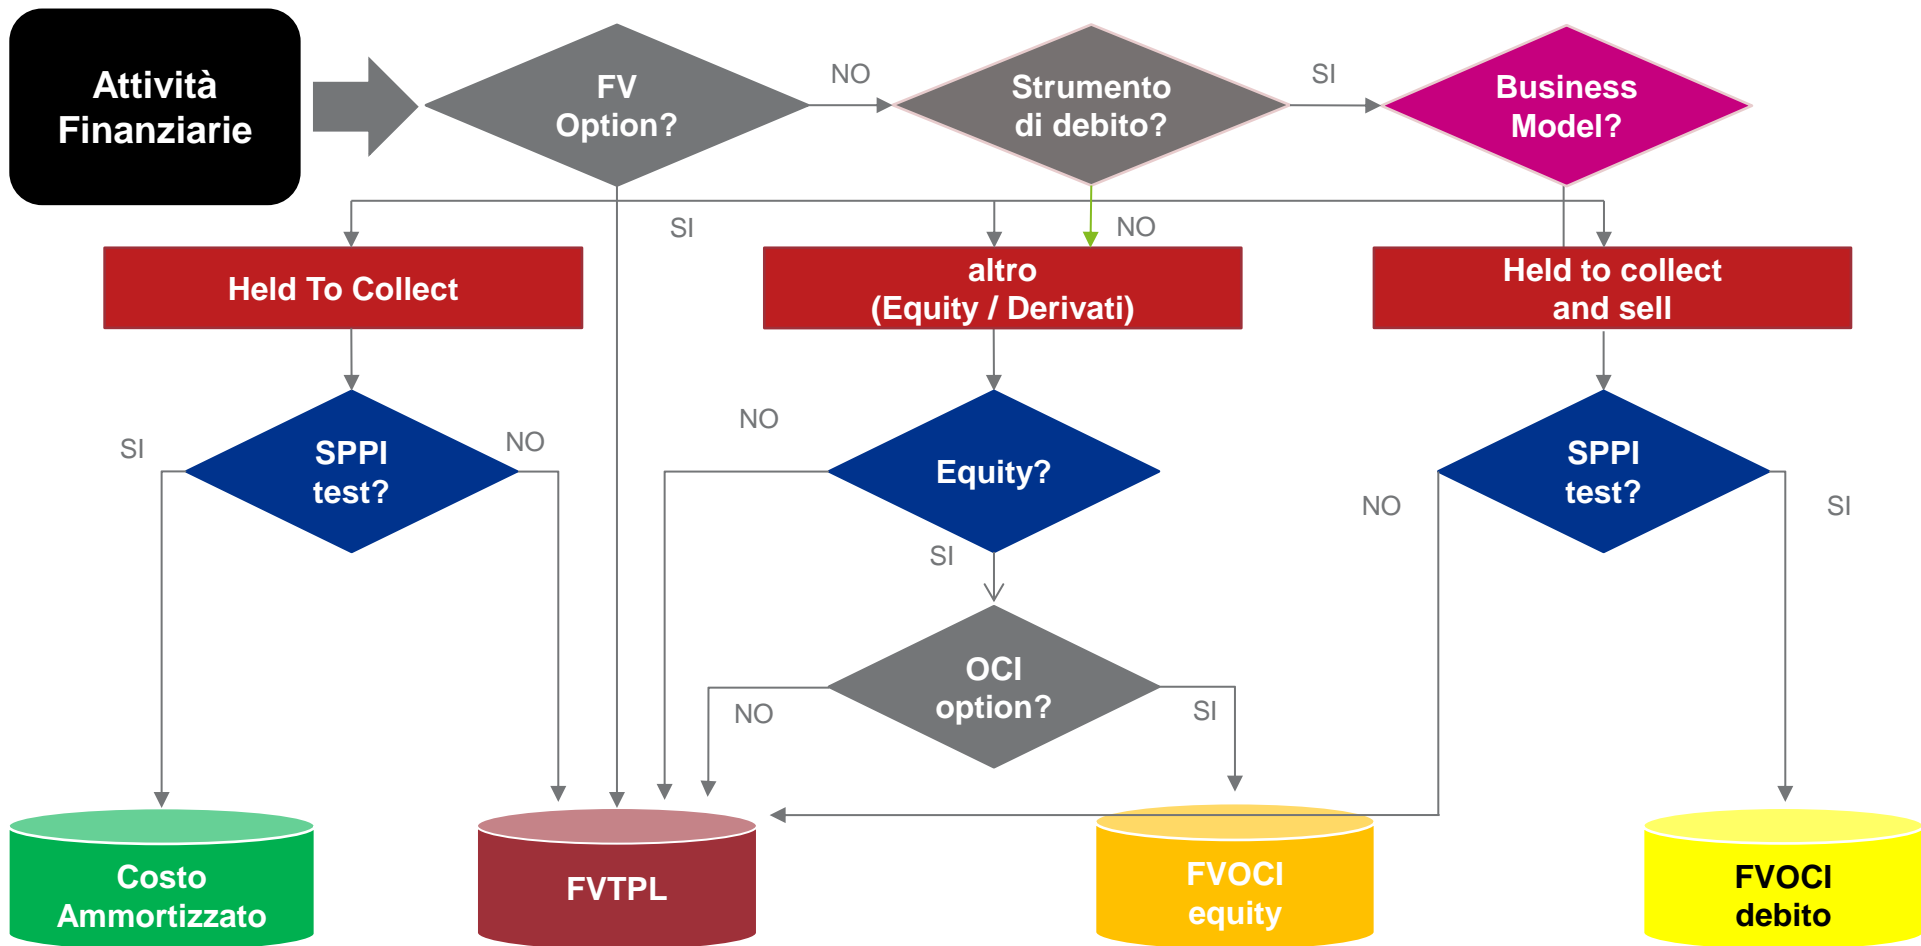 Attività
Finanziarie
FV
Option?
NO
Strumento
di debito?
SI
Business
Model?
SI
NO
Held To Collect
altro
(Equity / Derivati)
Held to collect
and sell
SI
SPPI
test?
NO
NO
Equity?
SI
NO
SPPI
test?
SI
OCI
option?
NO
SI
Costo
Ammortizzato
FVTPL
FVOCI
equity
FVOCI
debito